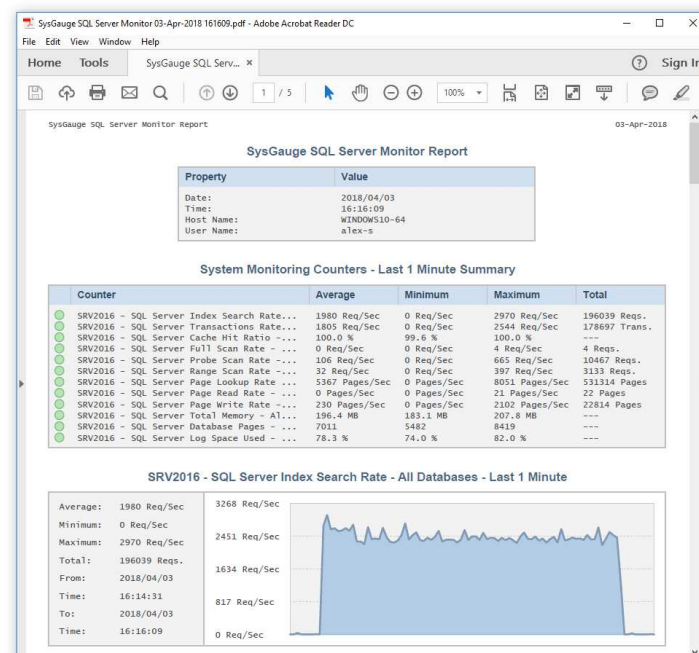 SysGauge SQL Server Monitor 03-Apr-2018 161609.pdf - Adobe Acrobat Reader DC
File Edit View Window Help
Home Tools SysGauge SQL Serv... × Sign In
1 / 5 100%
SysGauge SQL Server Monitor Report 03-Apr-2018
SysGauge SQL Server Monitor Report
Property Value
Date: 2018/04/03
Time: 16:16:09
Host Name: WINDOWS10-64
User Name: alex-s
System Monitoring Counters - Last 1 Minute Summary
Counter Average Minimum Maximum Total
SRV2016 - SQL Server Index Search Rate... 1980 Req/Sec 0 Req/Sec 2970 Req/Sec 196039 Reqs.
SRV2016 - SQL Server Transactions Rate... 1805 Req/Sec 0 Req/Sec 2544 Req/Sec 178697 Trans.
SRV2016 - SQL Server Cache Hit Ratio -... 100.0 % 99.6 % 100.0 % ---
SRV2016 - SQL Server Full Scan Rate - ... 0 Req/Sec 0 Req/Sec 4 Req/Sec 4 Reqs.
SRV2016 - SQL Server Probe Scan Rate -... 106 Req/Sec 0 Req/Sec 665 Req/Sec 10467 Reqs.
SRV2016 - SQL Server Range Scan Rate -... 32 Req/Sec 0 Req/Sec 397 Req/Sec 3133 Reqs.
SRV2016 - SQL Server Page Lookup Rate ... 5367 Pages/Sec 0 Pages/Sec 8051 Pages/Sec 531314 Pages
SRV2016 - SQL Server Page Read Rate - ... 0 Pages/Sec 0 Pages/Sec 21 Pages/Sec 22 Pages
SRV2016 - SQL Server Page Write Rate -... 230 Pages/Sec 0 Pages/Sec 2102 Pages/Sec 22814 Pages
SRV2016 - SQL Server Total Memory - Al... 196.4 MB 183.1 MB 207.8 MB ---
SRV2016 - SQL Server Database Pages - ... 7011 5482 8419 ---
SRV2016 - SQL Server Log Space Used - ... 78.3 % 74.0 % 82.0 % ---
SRV2016 - SQL Server Index Search Rate - All Databases - Last 1 Minute
Average: 1980 Req/Sec
Minimum: 0 Req/Sec
Maximum: 2970 Req/Sec
Total: 196039 Reqs.
From: 2018/04/03
Time: 16:14:31
To: 2018/04/03
Time: 16:16:09
3268 Req/Sec
2451 Req/Sec
1634 Req/Sec
817 Req/Sec
0 Req/Sec